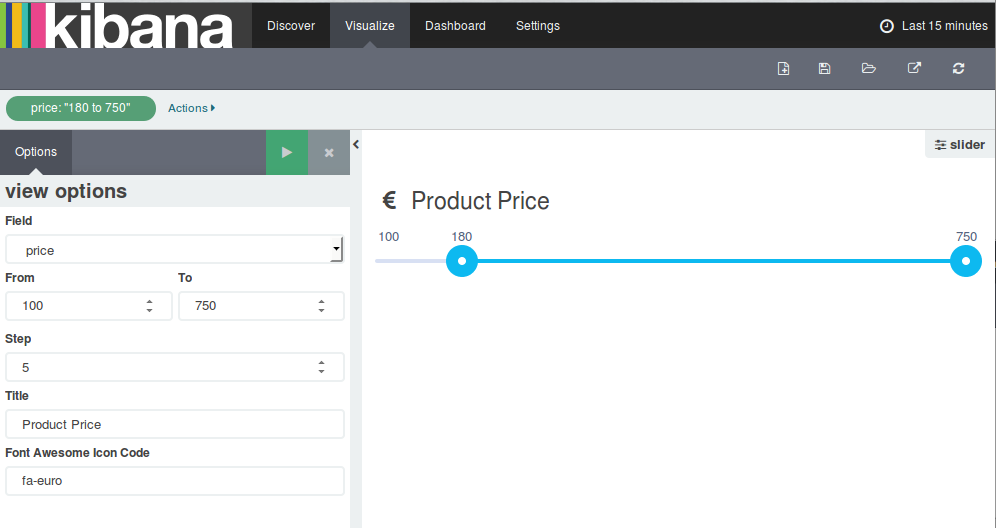 kibana Discover Visualize Dashboard Settings Last 15 minutes
price: "180 to 750" Actions
Options
slider
view options
Field
price
From To
100 750
Step
5
Title
Product Price
Font Awesome Icon Code
fa-euro
€ Product Price
100 180 750